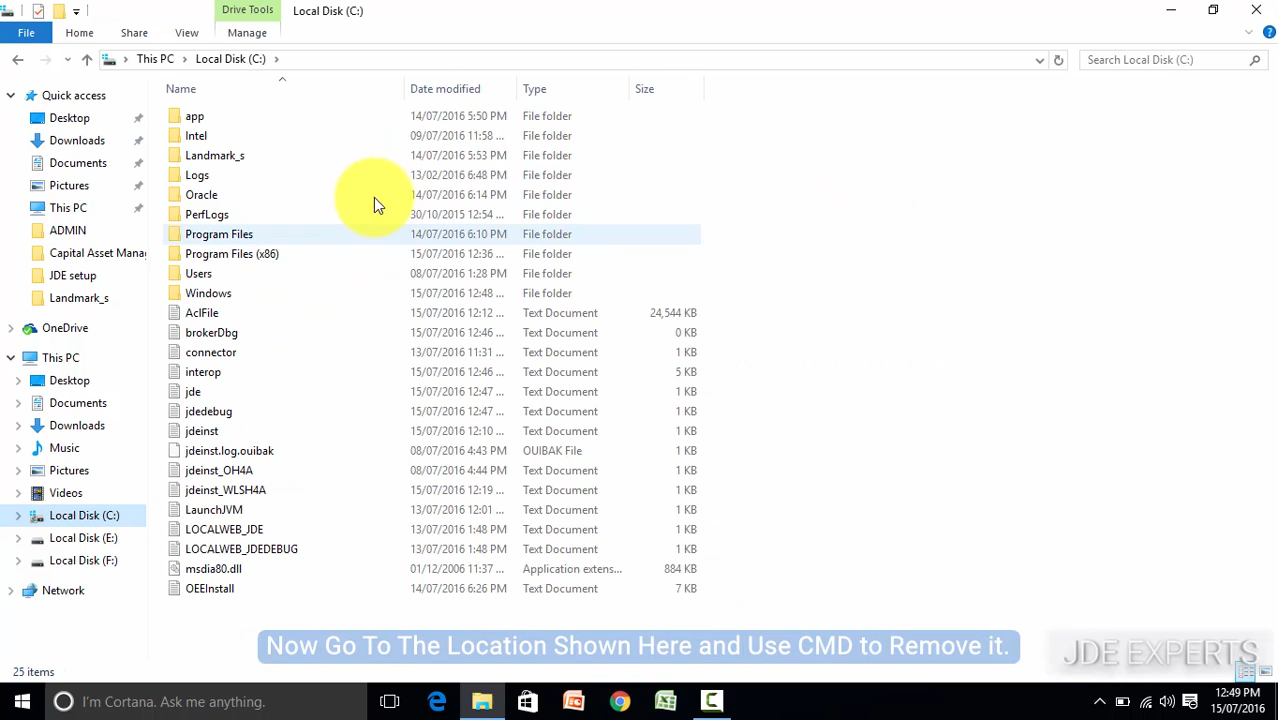 Drive Tools
Local Disk (C:)
File Home Share View Manage
This PC Local Disk (C:)
Search Local Disk (C:)
Name Date modified Type Size
Quick access
Desktop
Downloads
Documents
Pictures
This PC
ADMIN
Capital Asset Manag
JDE setup
Landmark_s
OneDrive
This PC
Desktop
Documents
Downloads
Music
Pictures
Videos
Local Disk (C:)
Local Disk (E:)
Local Disk (F:)
Network
app 14/07/2016 5:50 PM File folder
Intel 09/07/2016 11:58 ... File folder
Landmark_s 14/07/2016 5:53 PM File folder
Logs 13/02/2016 6:48 PM File folder
Oracle 14/07/2016 6:14 PM File folder
PerfLogs 30/10/2015 12:54 ... File folder
Program Files 14/07/2016 6:10 PM File folder
Program Files (x86) 15/07/2016 12:36 ... File folder
Users 08/07/2016 1:28 PM File folder
Windows 15/07/2016 12:48 ... File folder
AclFile 15/07/2016 12:12 ... Text Document 24,544 KB
brokerDbg 15/07/2016 12:46 ... Text Document 0 KB
connector 13/07/2016 11:31 ... Text Document 1 KB
interop 15/07/2016 12:46 ... Text Document 5 KB
jde 15/07/2016 12:47 ... Text Document 1 KB
jdedebug 15/07/2016 12:47 ... Text Document 1 KB
jdeinst 15/07/2016 12:10 ... Text Document 1 KB
jdeinst.log.ouibak 08/07/2016 4:43 PM OUIBAK File 1 KB
jdeinst_OH4A 08/07/2016 4:44 PM Text Document 1 KB
jdeinst_WLSH4A 15/07/2016 12:19 ... Text Document 1 KB
LaunchJVM 13/07/2016 12:01 ... Text Document 1 KB
LOCALWEB_JDE 13/07/2016 1:48 PM Text Document 1 KB
LOCALWEB_JDEDEBUG 13/07/2016 1:48 PM Text Document 1 KB
msdia80.dll 01/12/2006 11:37 ... Application extens... 884 KB
OEEInstall 14/07/2016 6:26 PM Text Document 7 KB
Now Go To The Location Shown Here and Use CMD to Remove it.
JDE EXPERTS
25 items
I'm Cortana. Ask me anything.
12:49 PM
15/07/2016